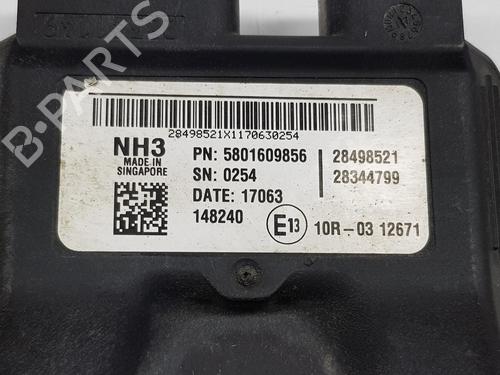 B-PARTS
28498521X1170630254
NH3
MADE IN
SINGAPORE
PN: 5801609856
SN: 0254
DATE: 17063
148240
28498521
28344799
E13
10R-03 12671